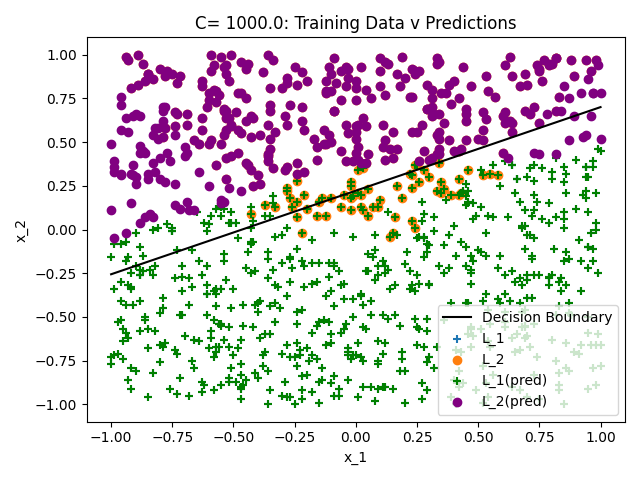 C= 1000.0: Training Data v Predictions
1.00
0.75
0.50
0.25
0.00
−0.25
−0.50
−0.75
−1.00
x_2
Decision Boundary
L_1
L_2
L_1(pred)
L_2(pred)
−1.00 −0.75 −0.50 −0.25 0.00 0.25 0.50 0.75 1.00
x_1